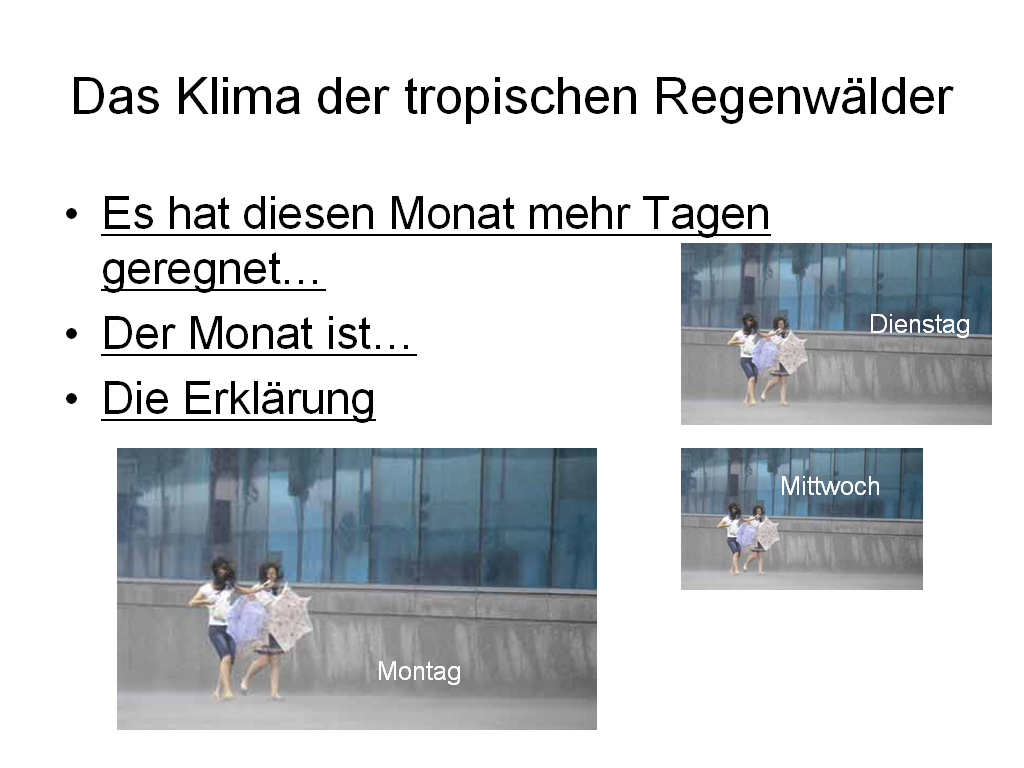 Das Klima der tropischen Regenwälder
• Es hat diesen Monat mehr Tagen
geregnet…
• Der Monat ist…
• Die Erklärung
Dienstag
Mittwoch
Montag